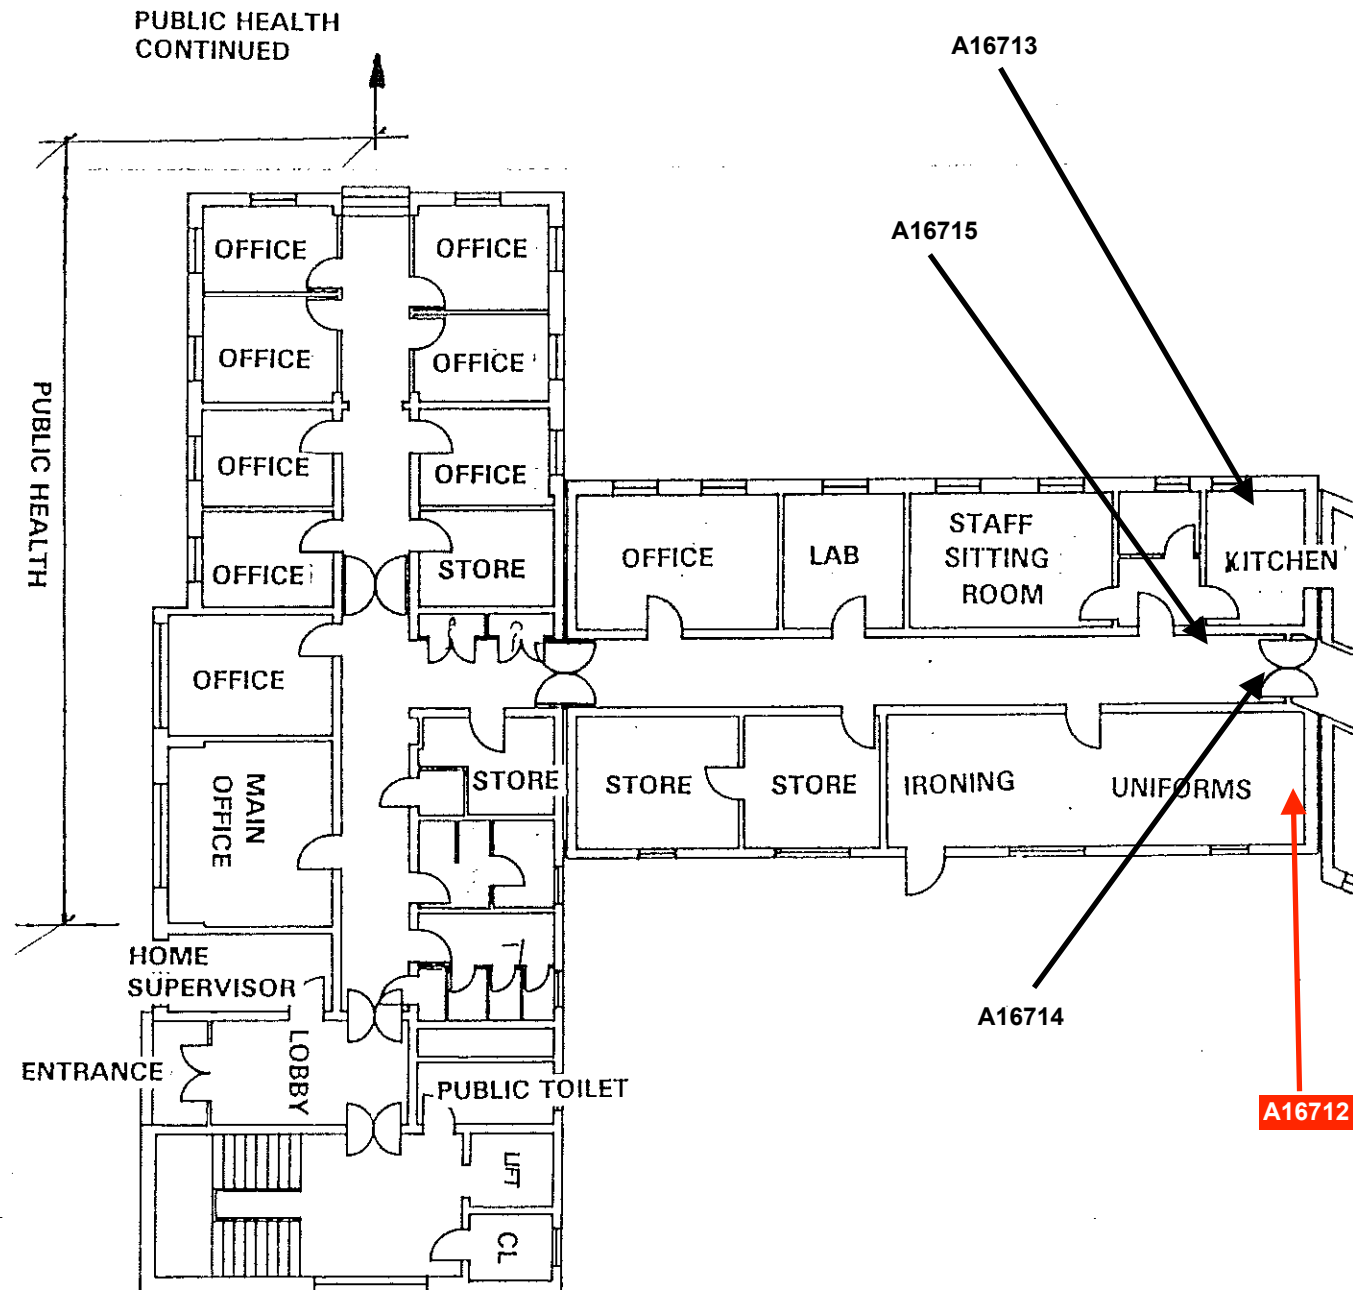 PUBLIC HEALTH
CONTINUED
A16713
A16715
OFFICE
OFFICE
OFFICE
OFFICE
PUBLIC HEALTH
OFFICE
OFFICE
OFFICE
STORE
OFFICE
LAB
STAFF
SITTING
ROOM
KITCHEN
OFFICE
MAIN
OFFICE
STORE
STORE
STORE
IRONING
UNIFORMS
HOME
SUPERVISOR
A16714
ENTRANCE
LOBBY
PUBLIC TOILET
A16712
LIFT
CL